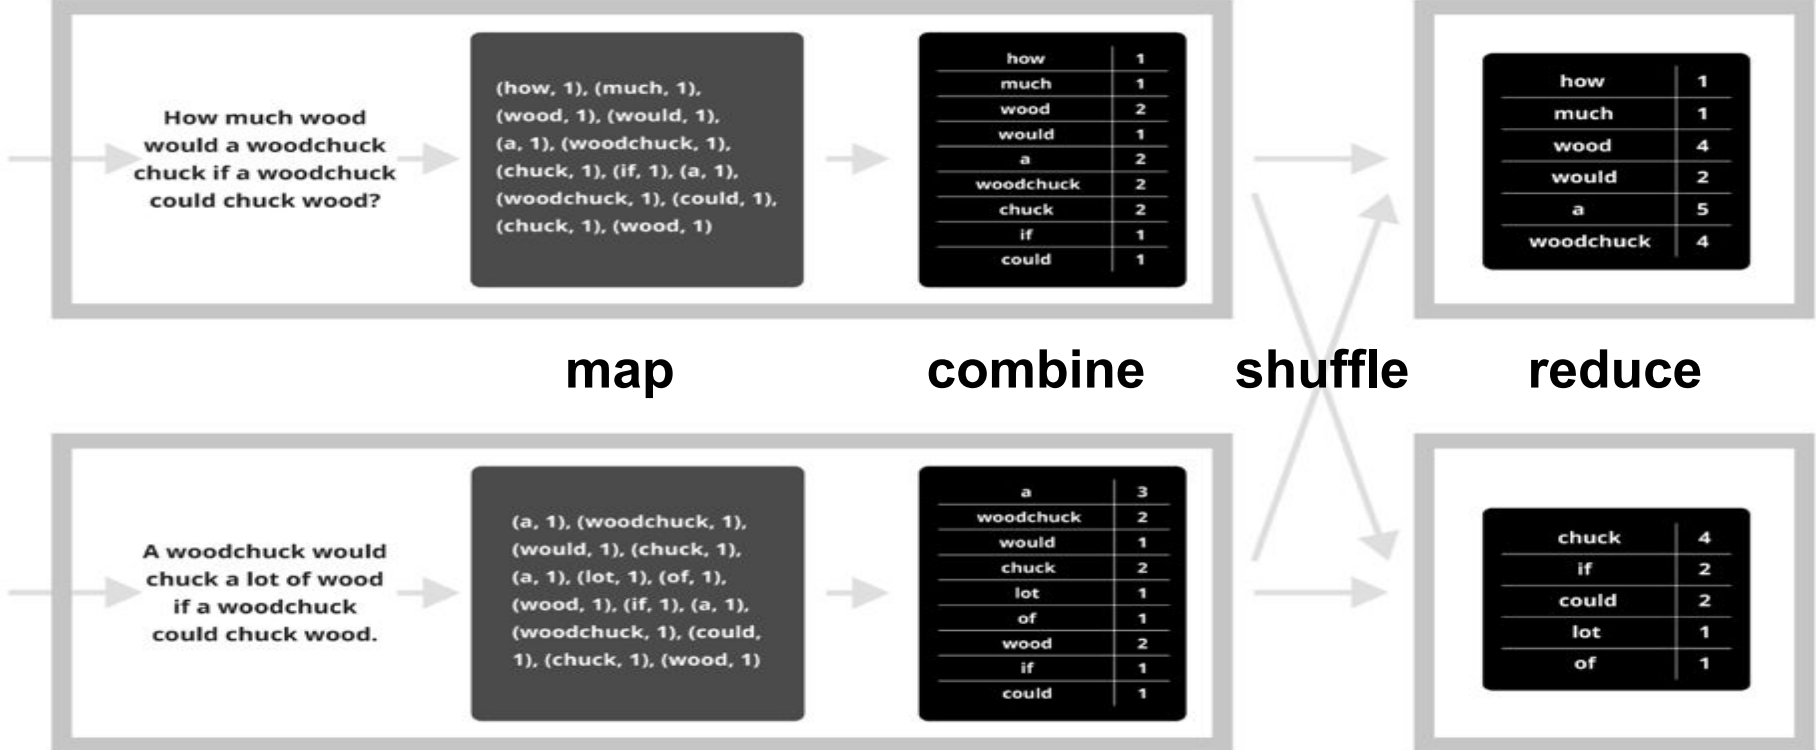 How much wood
would a woodchuck
chuck if a woodchuck
could chuck wood?
(how, 1), (much, 1),
(wood, 1), (would, 1),
(a, 1), (woodchuck, 1),
(chuck, 1), (if, 1), (a, 1),
(woodchuck, 1), (could, 1),
(chuck, 1), (wood, 1)
how 1
much 1
wood 2
would 1
a 2
woodchuck 2
chuck 2
if 1
could 1
how 1
much 1
wood 4
would 2
a 5
woodchuck 4
map combine shuffle reduce
A woodchuck would
chuck a lot of wood
if a woodchuck
could chuck wood.
(a, 1), (woodchuck, 1),
(would, 1), (chuck, 1),
(a, 1), (lot, 1), (of, 1),
(wood, 1), (if, 1), (a, 1),
(woodchuck, 1), (could,
1), (chuck, 1), (wood, 1)
a 3
woodchuck 2
would 1
chuck 2
lot 1
of 1
wood 2
if 1
could 1
chuck 4
if 2
could 2
lot 1
of 1